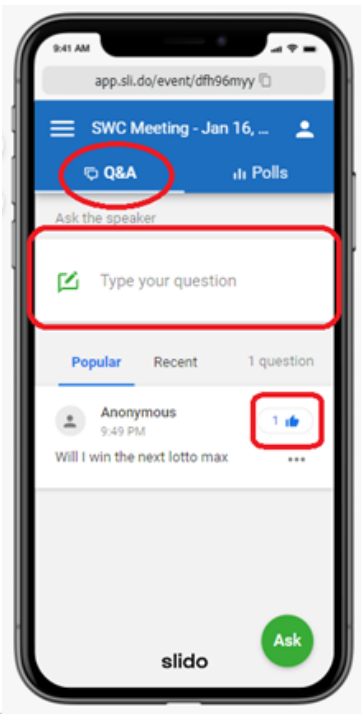 9:41 AM
app.sli.do/event/dfh96myy
SWC Meeting - Jan 16, ...
Q&A Polls
Ask the speaker
Type your question
Popular Recent 1 question
Anonymous 1
9:49 PM
Will I win the next lotto max
Ask
slido